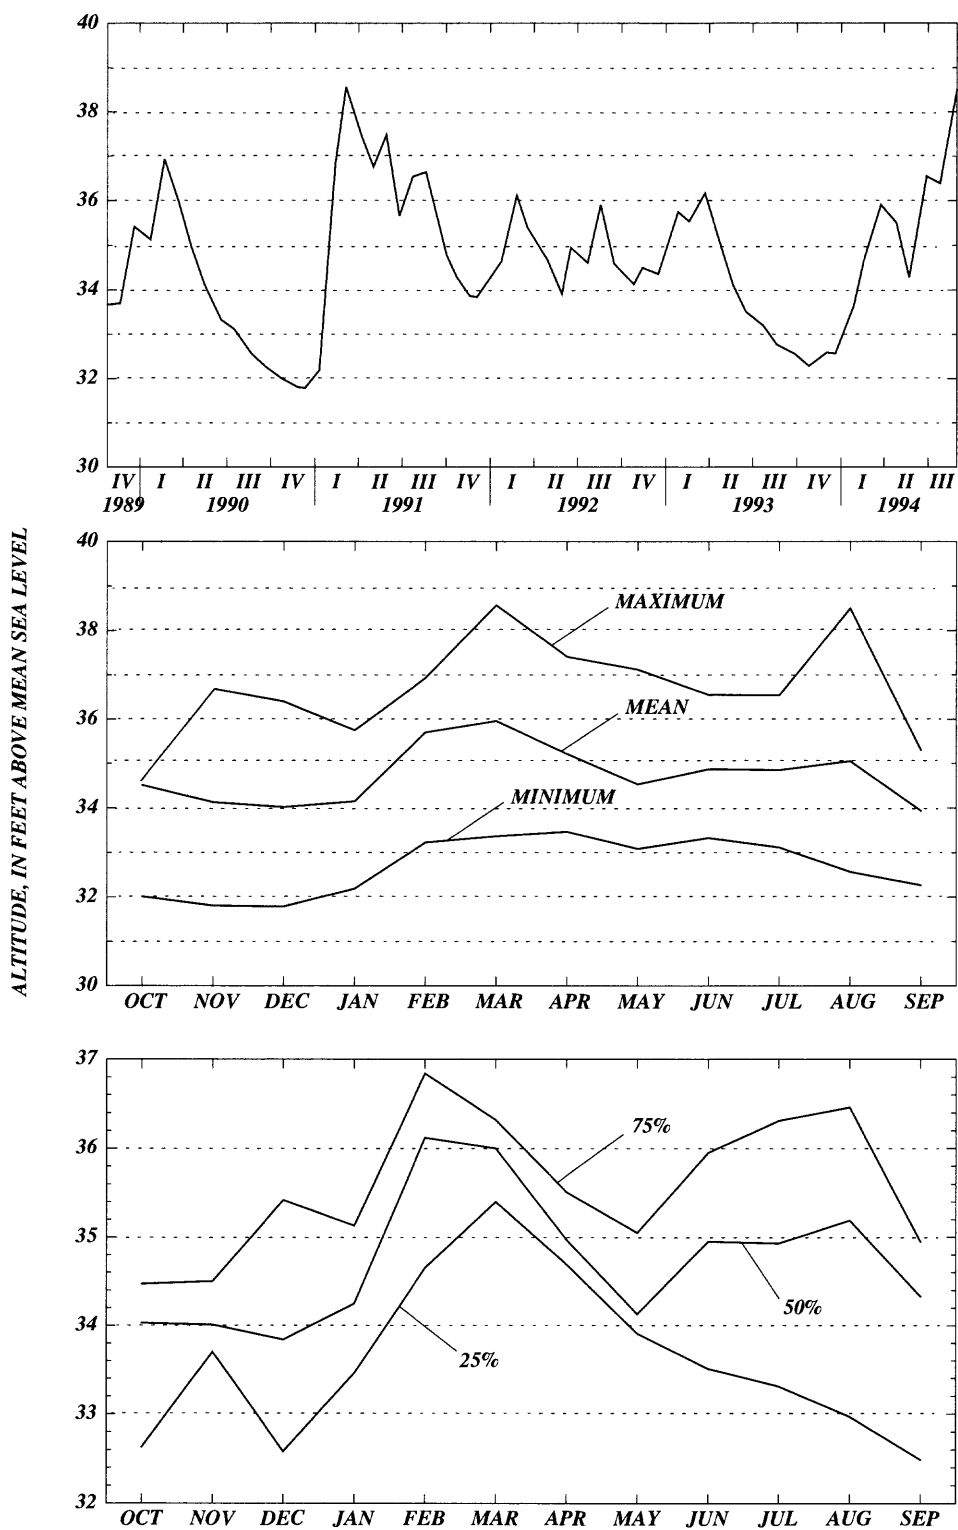 40
38
36
34
32
30
IV I II III IV I II III IV I II III IV I II III IV I II III
1989 1990 1991 1992 1993 1994
ALTITUDE, IN FEET ABOVE MEAN SEA LEVEL
40
38
36
34
32
30
MAXIMUM
MEAN
MINIMUM
OCT NOV DEC JAN FEB MAR APR MAY JUN JUL AUG SEP
37
36
35
34
33
32
75%
50%
25%
OCT NOV DEC JAN FEB MAR APR MAY JUN JUL AUG SEP